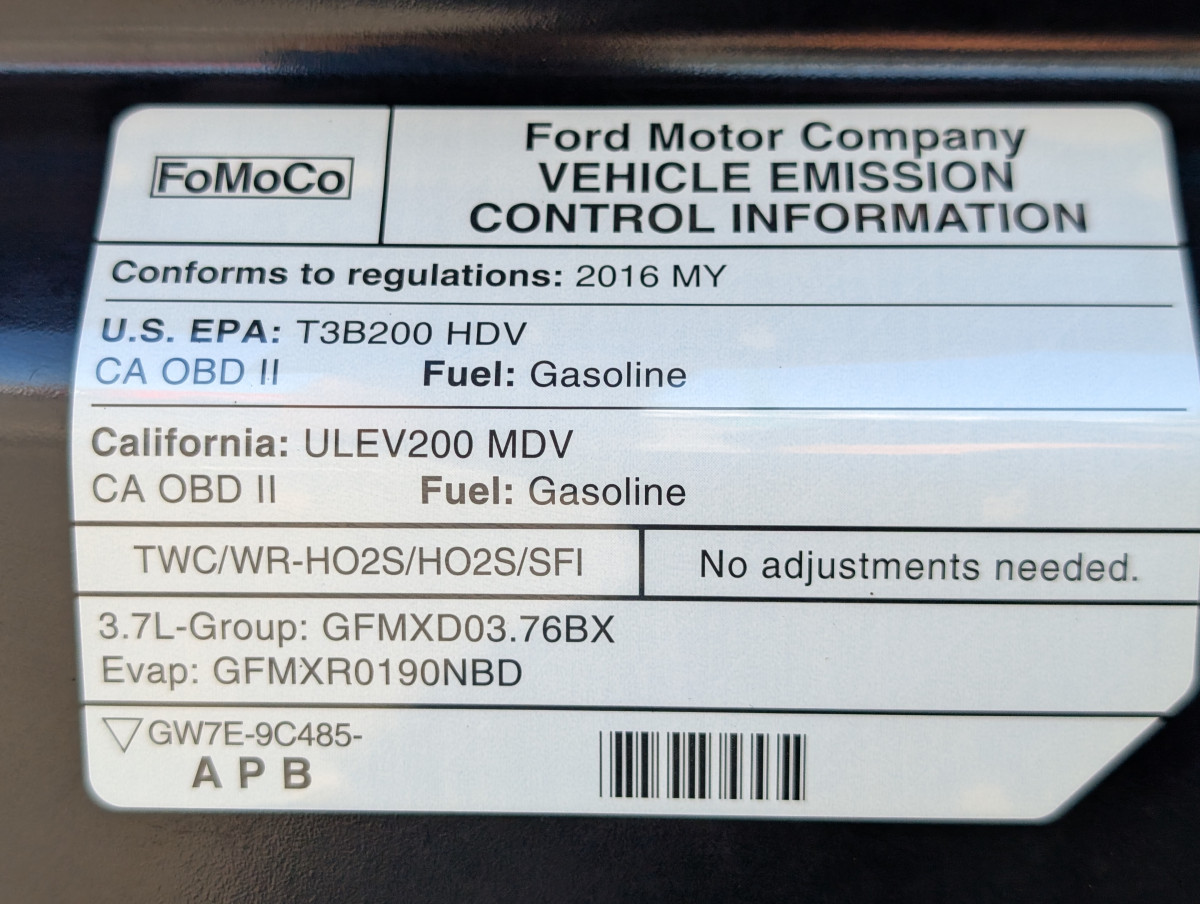 FoMoCo
Ford Motor Company
VEHICLE EMISSION
CONTROL INFORMATION
Conforms to regulations: 2016 MY
U.S. EPA: T3B200 HDV
CA OBD II Fuel: Gasoline
California: ULEV200 MDV
CA OBD II Fuel: Gasoline
TWC/WR-HO2S/HO2S/SFI
No adjustments needed.
3.7L-Group: GFMXD03.76BX
Evap: GFMXR0190NBD
GW7E-9C485-
A P B